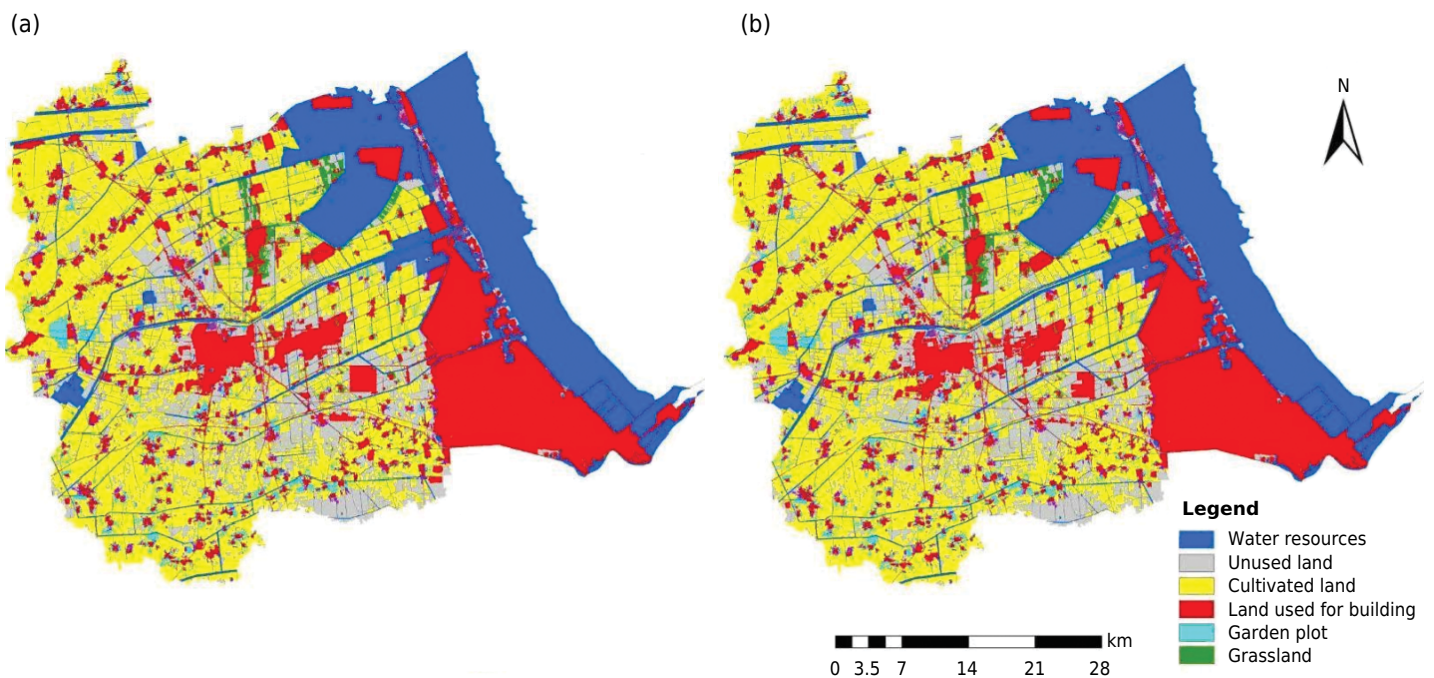 (a)
(b)
N
Legend
Water resources
Unused land
Cultivated land
Land used for building
Garden plot
Grassland
km
0 3.5 7 14 21 28